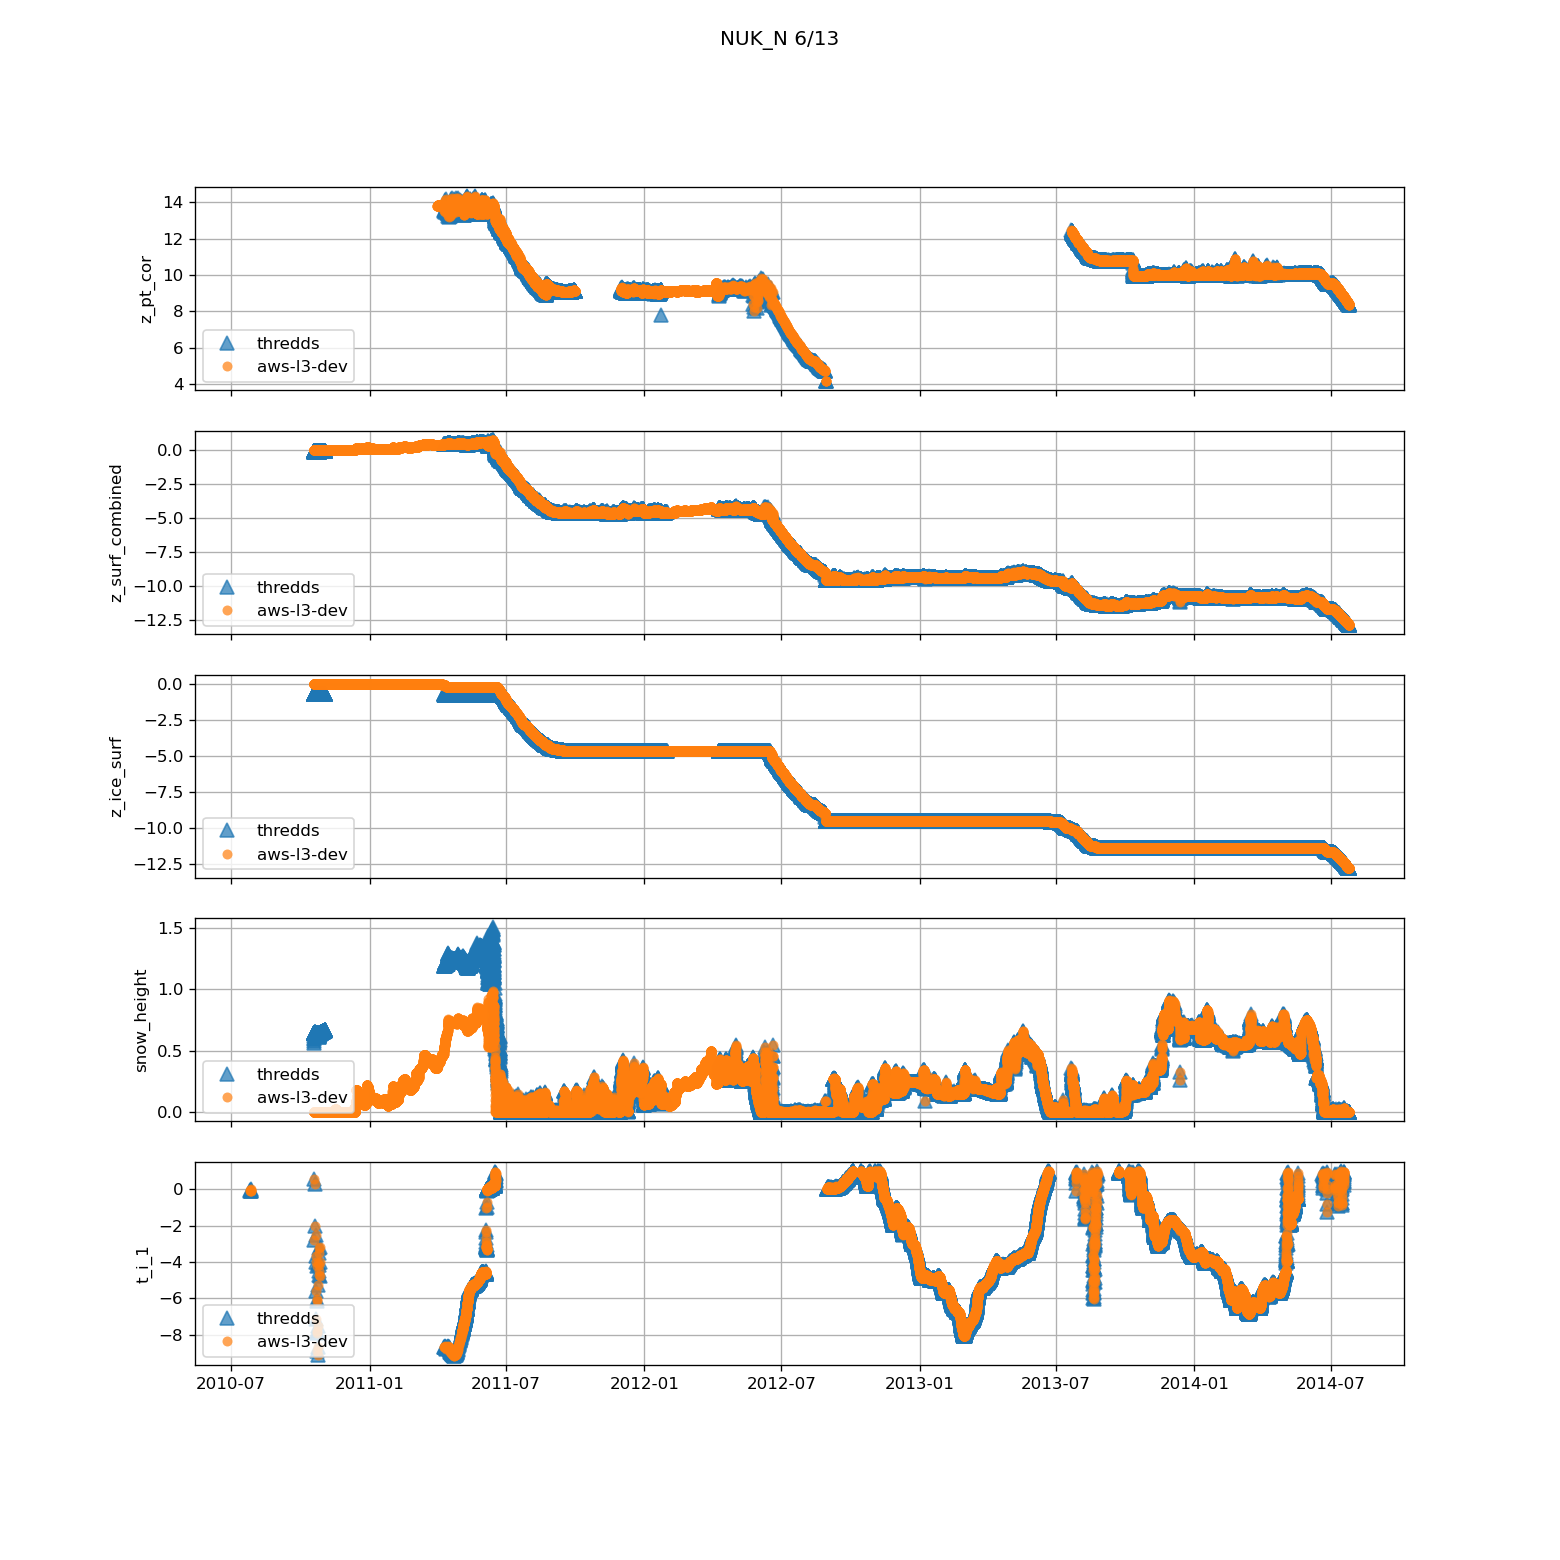 NUK_N 6/13
14
12
10
8
6
4
z_pt_cor
thredds
aws-l3-dev
0.0
−2.5
−5.0
−7.5
−10.0
−12.5
z_surf_combined
thredds
aws-l3-dev
0.0
−2.5
−5.0
−7.5
−10.0
−12.5
z_ice_surf
thredds
aws-l3-dev
1.5
1.0
0.5
0.0
snow_height
thredds
aws-l3-dev
0
−2
−4
−6
−8
t_i_1
thredds
aws-l3-dev
2010-07 2011-01 2011-07 2012-01 2012-07 2013-01 2013-07 2014-01 2014-07